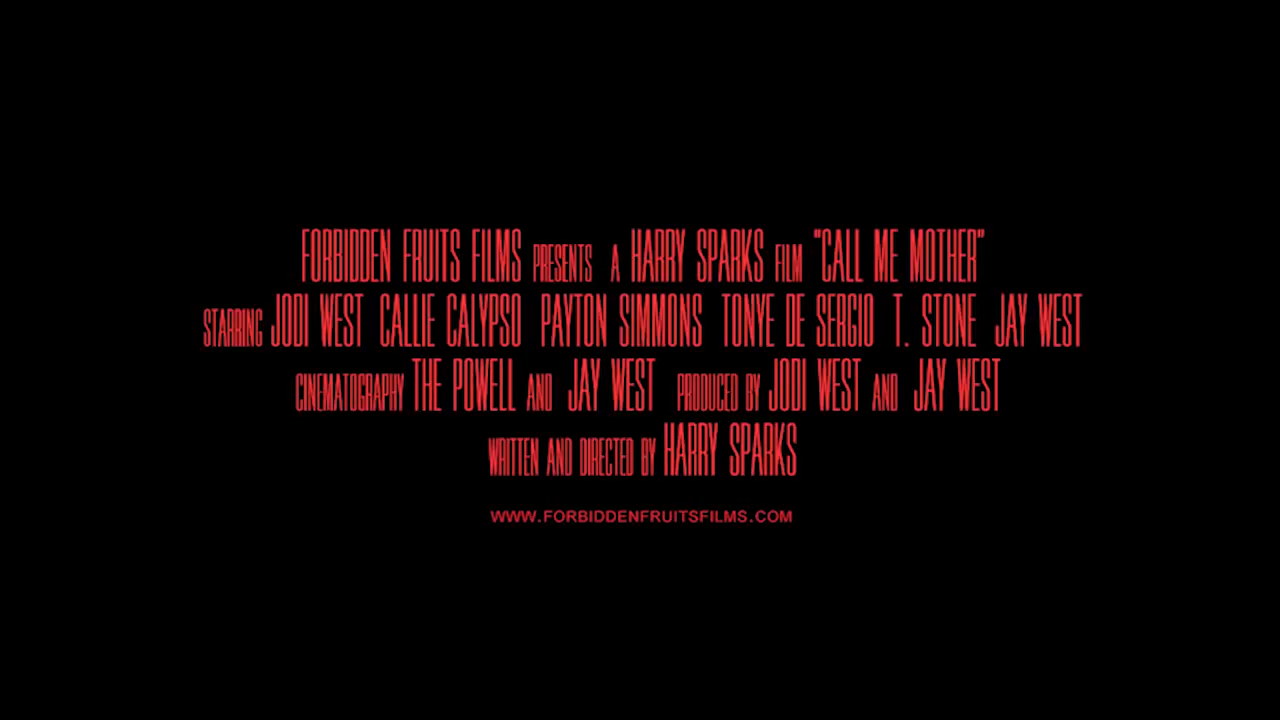 FORBIDDEN FRUITS FILMS PRESENTS A HARRY SPARKS FILM "CALL ME MOTHER"
STARRING JODI WEST CALLIE CALYPSO PAYTON SIMMONS TONYE DE SERGIO T. STONE JAY WEST
CINEMATOGRAPHY THE POWELL AND JAY WEST PRODUCED BY JODI WEST AND JAY WEST
WRITTEN AND DIRECTED BY HARRY SPARKS
WWW.FORBIDDENFRUITSFILMS.COM